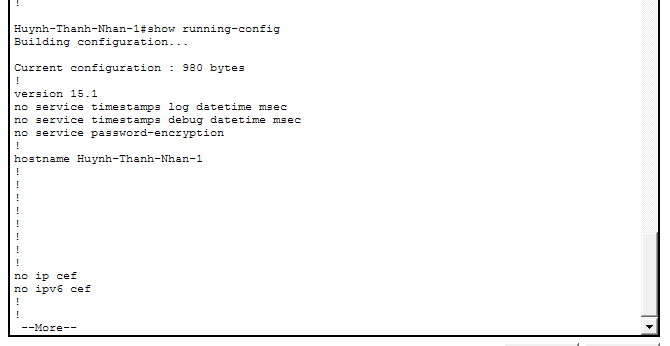 !
Huynh-Thanh-Nhan-1#show running-config
Building configuration...
Current configuration : 980 bytes
!
version 15.1
no service timestamps log datetime msec
no service timestamps debug datetime msec
no service password-encryption
!
hostname Huynh-Thanh-Nhan-1
!
!
!
!
!
!
!
!
no ip cef
no ipv6 cef
!
!
--More--